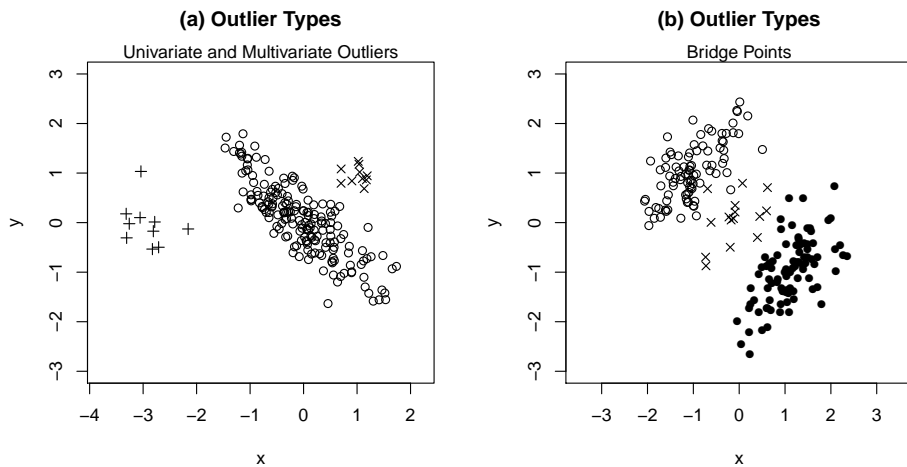 (a) Outlier Types
Univariate and Multivariate Outliers
y
3
2
1
0
−1
−2
−3
−4 −3 −2 −1 0 1 2
x
(b) Outlier Types
Bridge Points
y
3
2
1
0
−1
−2
−3
−3 −2 −1 0 1 2 3
x